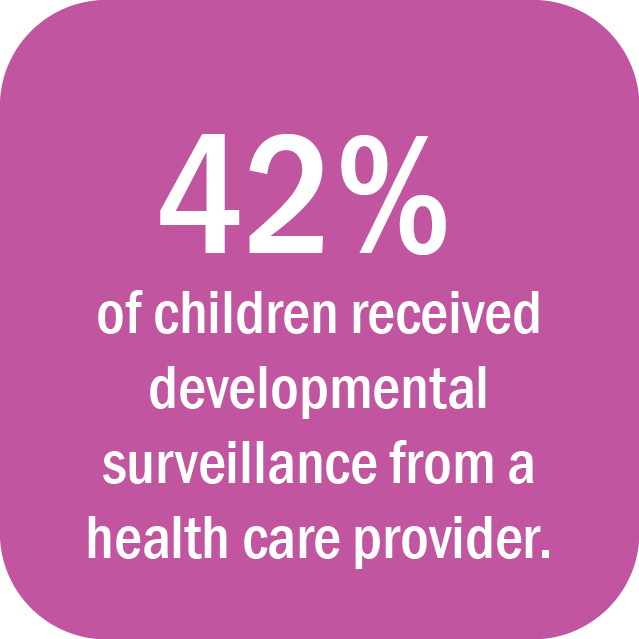 42%
of children received
developmental
surveillance from a
health care provider.